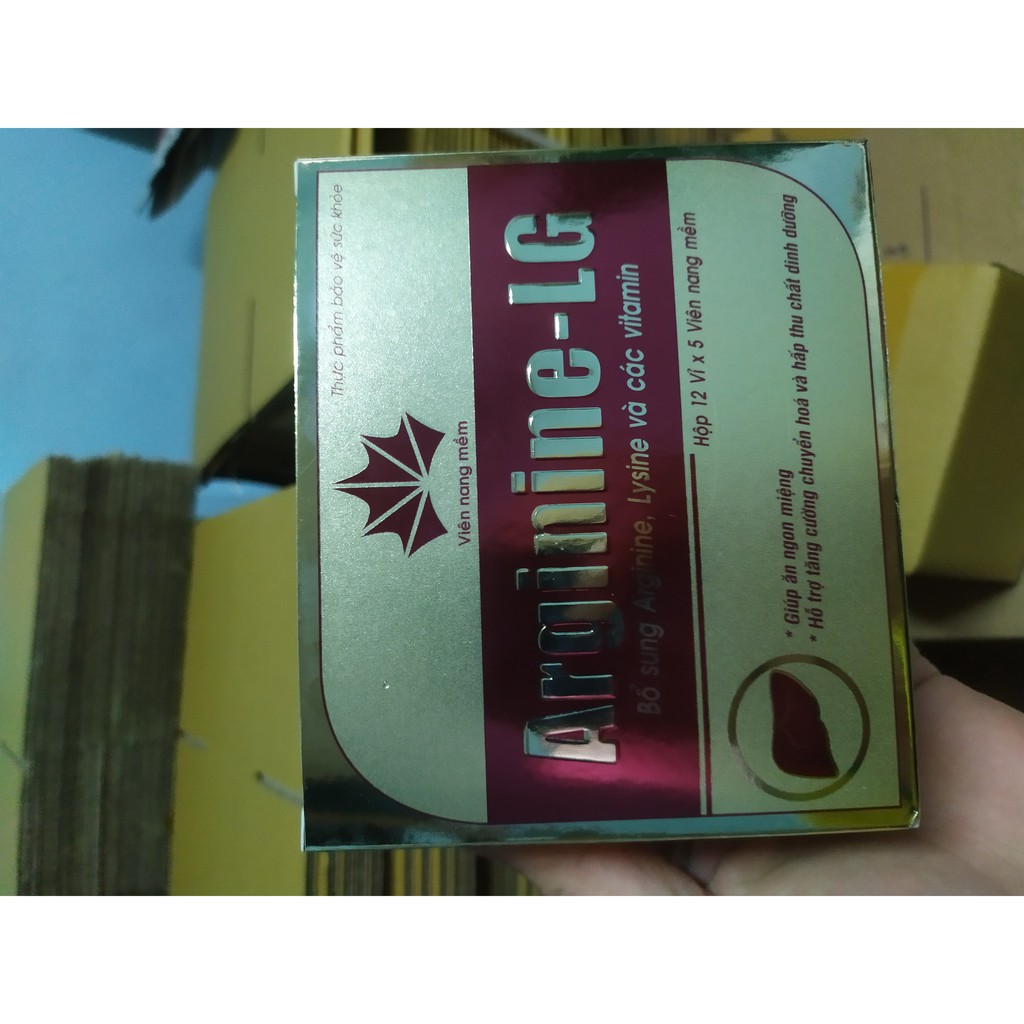 Thực phẩm bảo vệ sức khỏe
Viên nang mềm
Arginine-LG
Bổ sung Arginine, Lysine và các vitamin
Hộp 12 Vỉ x 5 Viên nang mềm
* Giúp ăn ngon miệng
* Hỗ trợ tăng cường chuyển hoá và hấp thu chất dinh dưỡng